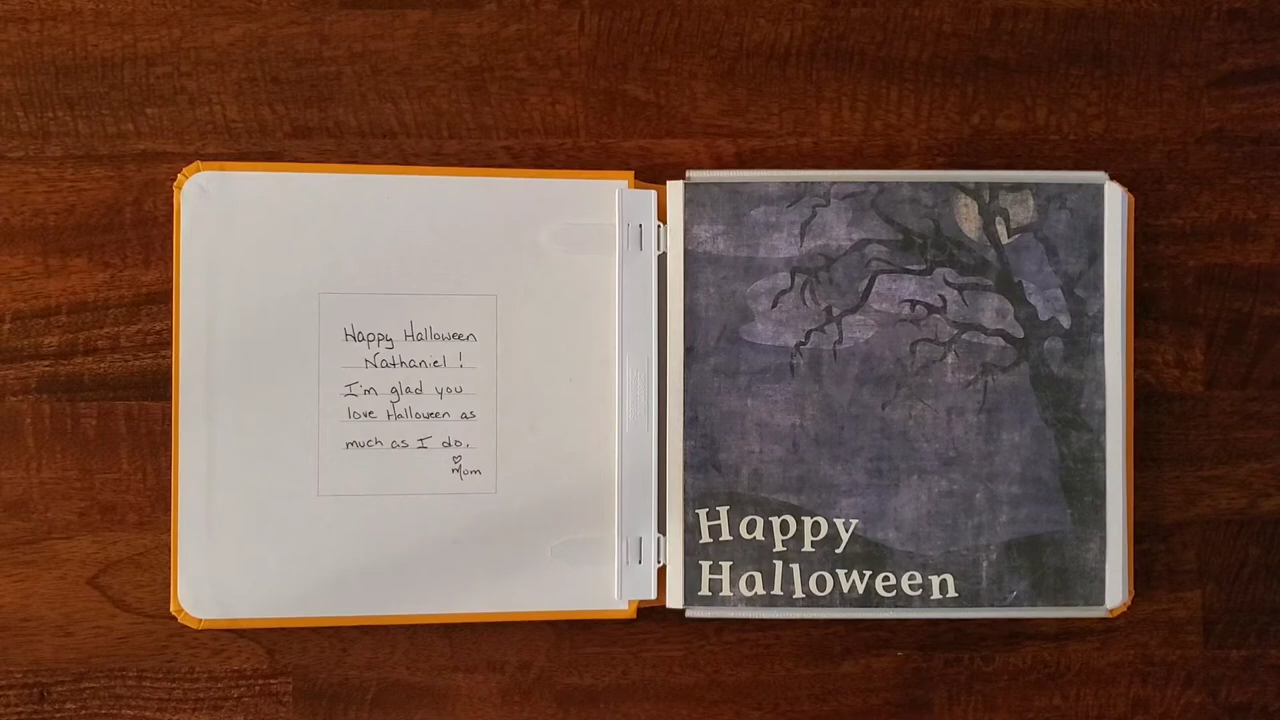 Happy Halloween
Nathaniel !
I'm glad you
love Halloween as
much as I do.
♡
Mom
Happy
Halloween